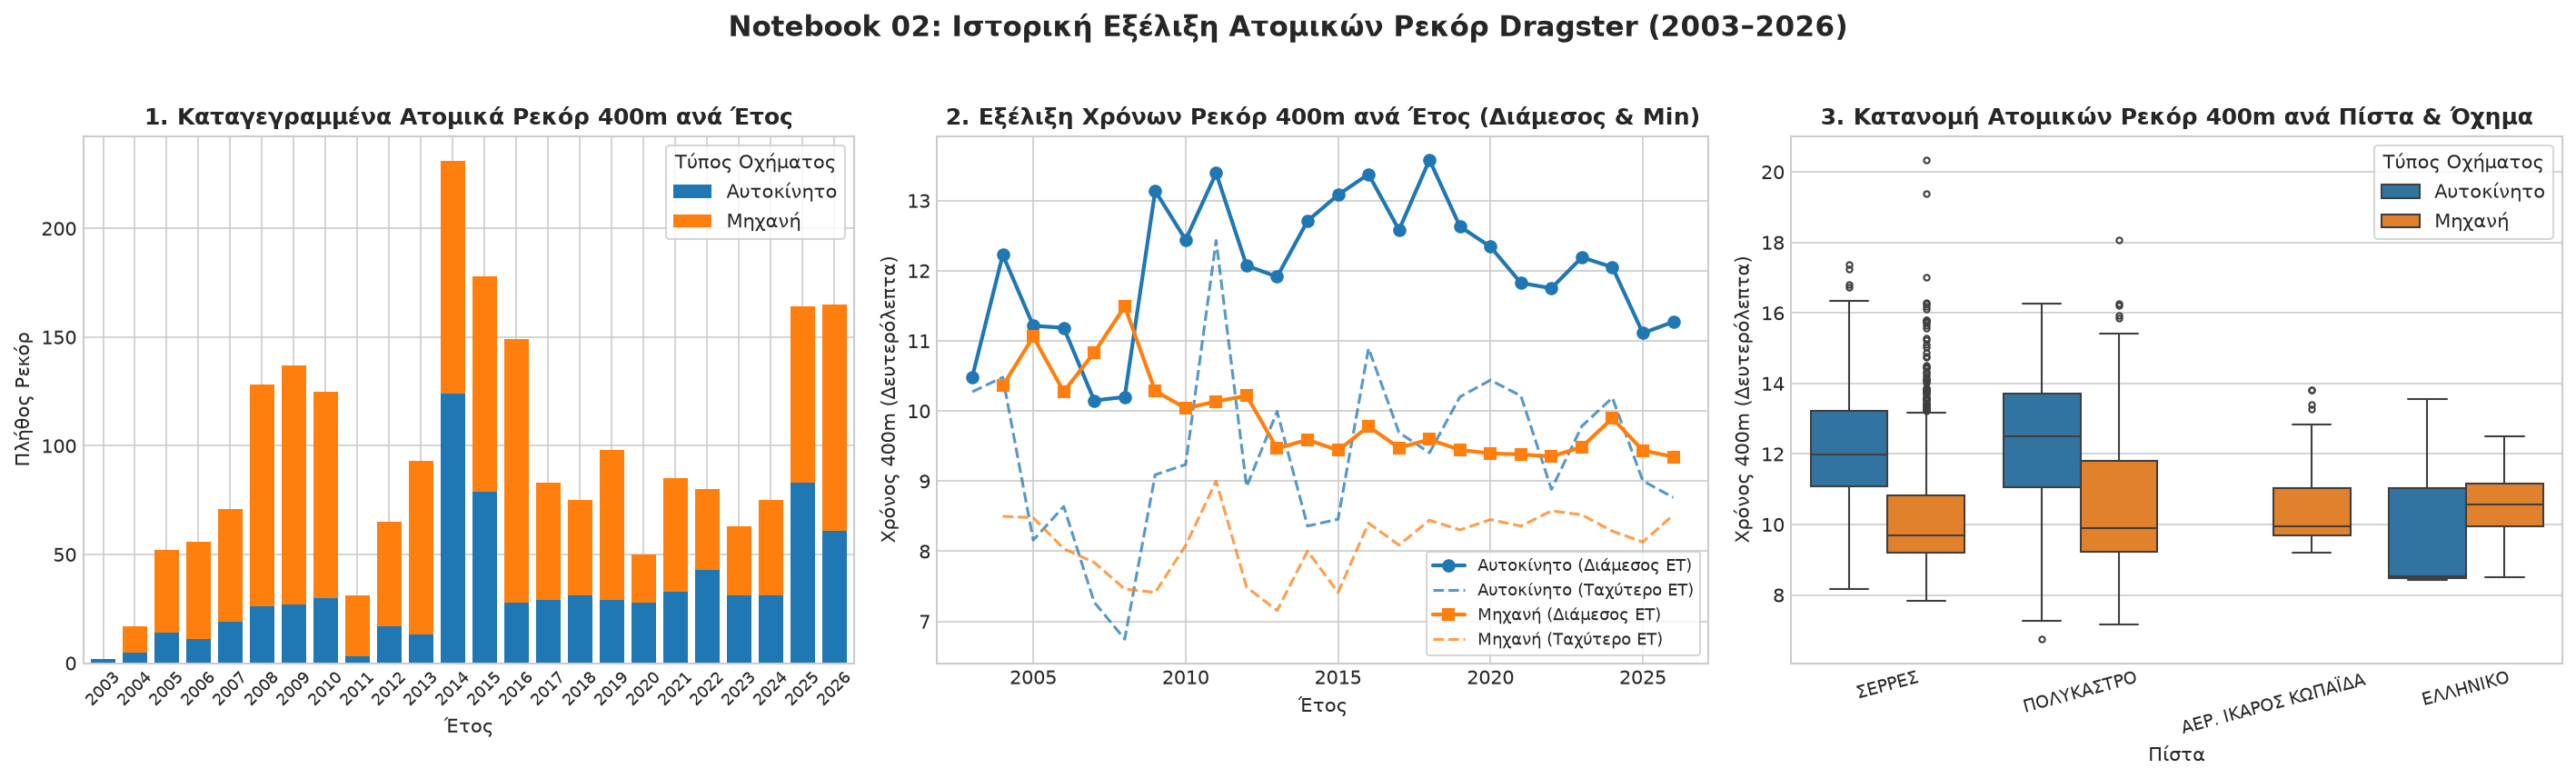 Notebook 02: Ιστορική Εξέλιξη Ατομικών Ρεκόρ Dragster (2003–2026)
1. Καταγεγραμμένα Ατομικά Ρεκόρ 400m ανά Έτος
Πλήθος Ρεκόρ
200
150
100
50
0
Τύπος Οχήματος
Αυτοκίνητο
Μηχανή
2003 2004 2005 2006 2007 2008 2009 2010 2011 2012 2013 2014 2015 2016 2017 2018 2019 2020 2021 2022 2023 2024 2025 2026
Έτος
2. Εξέλιξη Χρόνων Ρεκόρ 400m ανά Έτος (Διάμεσος & Min)
Χρόνος 400m (Δευτερόλεπτα)
13
12
11
10
9
8
7
Αυτοκίνητο (Διάμεσος ET)
Αυτοκίνητο (Ταχύτερο ET)
Μηχανή (Διάμεσος ET)
Μηχανή (Ταχύτερο ET)
2005 2010 2015 2020 2025
Έτος
3. Κατανομή Ατομικών Ρεκόρ 400m ανά Πίστα & Όχημα
Χρόνος 400m (Δευτερόλεπτα)
20
18
16
14
12
10
8
Τύπος Οχήματος
Αυτοκίνητο
Μηχανή
ΣΕΡΡΕΣ ΠΟΛΥΚΑΣΤΡΟ ΑΕΡ. ΙΚΑΡΟΣ ΚΩΠΑΪΔΑ ΕΛΛΗΝΙΚΟ
Πίστα